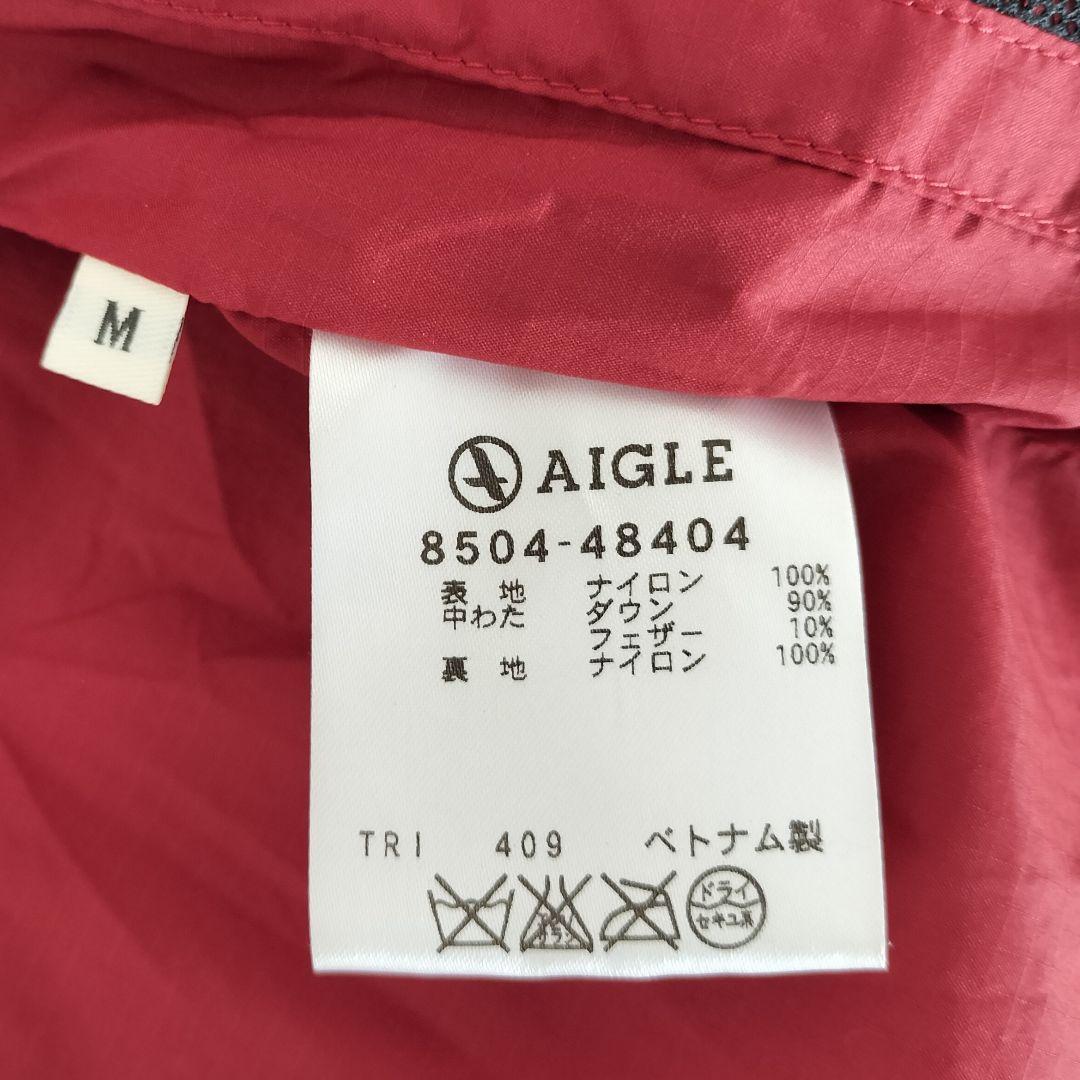 M
AIGLE
8504-48404
表 地 ナイロン 100%
中わた ダウン 90%
フェザー 10%
裏 地 ナイロン 100%
TRI 409 ベトナム製
ドライ
セキユ系